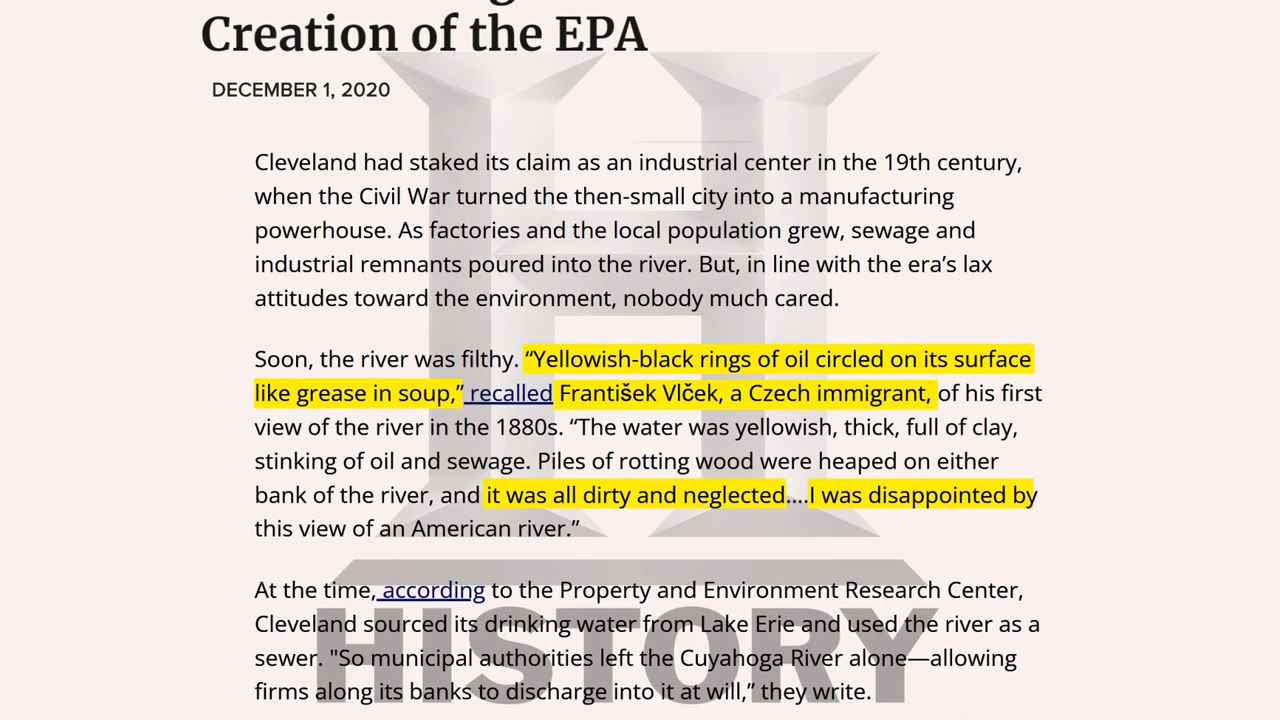 Creation of the EPA
DECEMBER 1, 2020
Cleveland had staked its claim as an industrial center in the 19th century,
when the Civil War turned the then-small city into a manufacturing
powerhouse. As factories and the local population grew, sewage and
industrial remnants poured into the river. But, in line with the era’s lax
attitudes toward the environment, nobody much cared.
Soon, the river was filthy. “Yellowish-black rings of oil circled on its surface
like grease in soup,” recalled František Vlček, a Czech immigrant, of his first
view of the river in the 1880s. “The water was yellowish, thick, full of clay,
stinking of oil and sewage. Piles of rotting wood were heaped on either
bank of the river, and it was all dirty and neglected....I was disappointed by
this view of an American river.”
At the time, according to the Property and Environment Research Center,
Cleveland sourced its drinking water from Lake Erie and used the river as a
sewer. "So municipal authorities left the Cuyahoga River alone—allowing
firms along its banks to discharge into it at will,” they write.
H
HISTORY